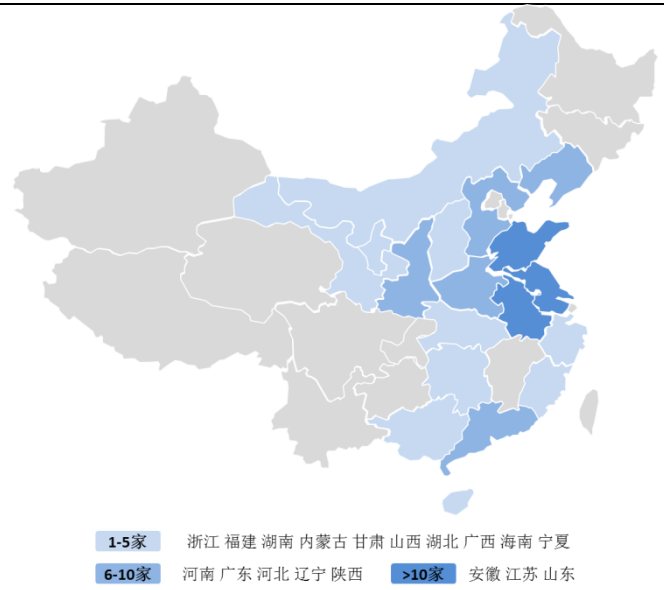 1-5家 浙江 福建 湖南 内蒙古 甘肃 山西 湖北 广西 海南 宁夏
6-10家 河南 广东 河北 辽宁 陕西 >10家 安徽 江苏 山东